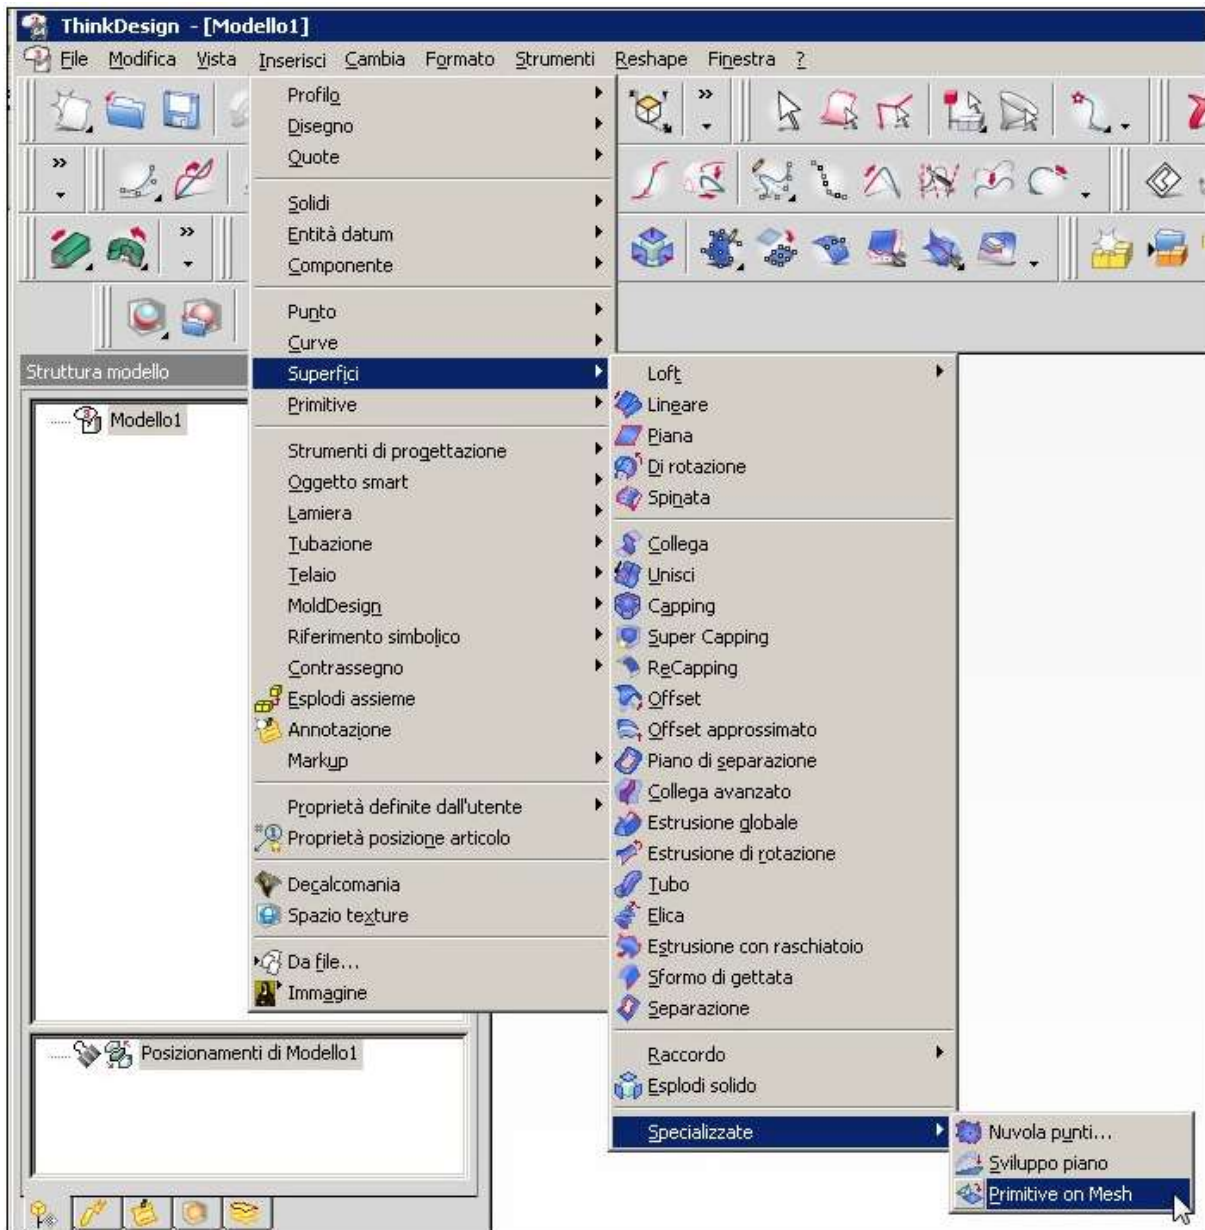 ThinkDesign - [Modello1]
File Modifica Vista Inserisci Cambia Formato Strumenti Reshape Finestra ?
Profilo
Disegno
Quote
Solidi
Entità datum
Componente
Punto
Curve
Superfici
Primitive
Strumenti di progettazione
Oggetto smart
Lamiera
Tubazione
Telaio
MoldDesign
Riferimento simbolico
Contrassegno
Esplodi assieme
Annotazione
Markup
Proprietà definite dall'utente
Proprietà posizione articolo
Decalcomania
Spazio texture
Da file...
Immagine
Struttura modello
Modello1
Posizionamenti di Modello1
Loft
Lineare
Piana
Di rotazione
Spinata
Collega
Unisci
Capping
Super Capping
ReCapping
Offset
Offset approssimato
Piano di separazione
Collega avanzato
Estrusione globale
Estrusione di rotazione
Tubo
Elica
Estrusione con raschiatoio
Sformo di gettata
Separazione
Raccordo
Esplodi solido
Specializzate
Nuvola punti...
Sviluppo piano
Primitive on Mesh